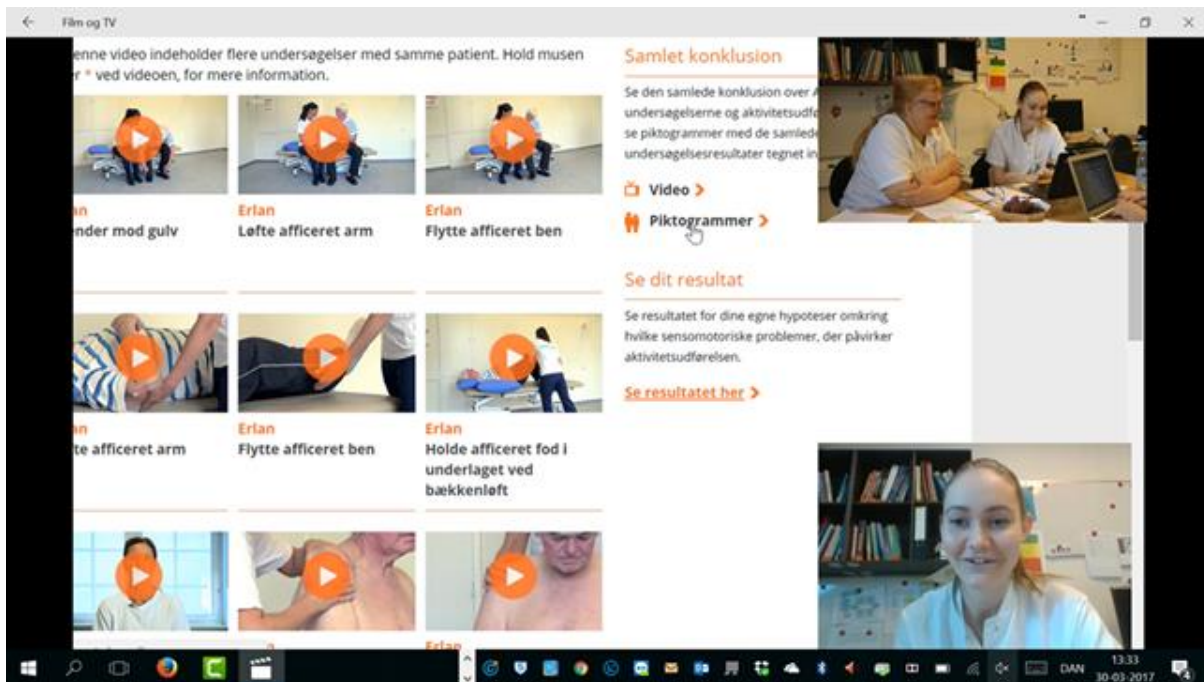 Film og TV
enne video indeholder flere undersøgelser med samme patient. Hold musen
r * ved videoen, for mere information.
Erlan
Løfte afficeret arm
Erlan
Flytte afficeret ben
ender mod gulv
te afficeret arm
Erlan
Flytte afficeret ben
Erlan
Holde afficeret fod i
underlaget ved
bækkenløft
Erlan
Samlet konklusion
Se den samlede konklusion over A
undersøgelserne og aktivitetsudfø
se piktogrammer med de samlede
undersøgelsesresultater tegnet in
Video
Piktogrammer
Se dit resultat
Se resultatet for dine egne hypoteser omkring
hvilke sensomotoriske problemer, der påvirker
aktivitetsudførelsen.
Se resultatet her
DAN
13:33
30-03-2017